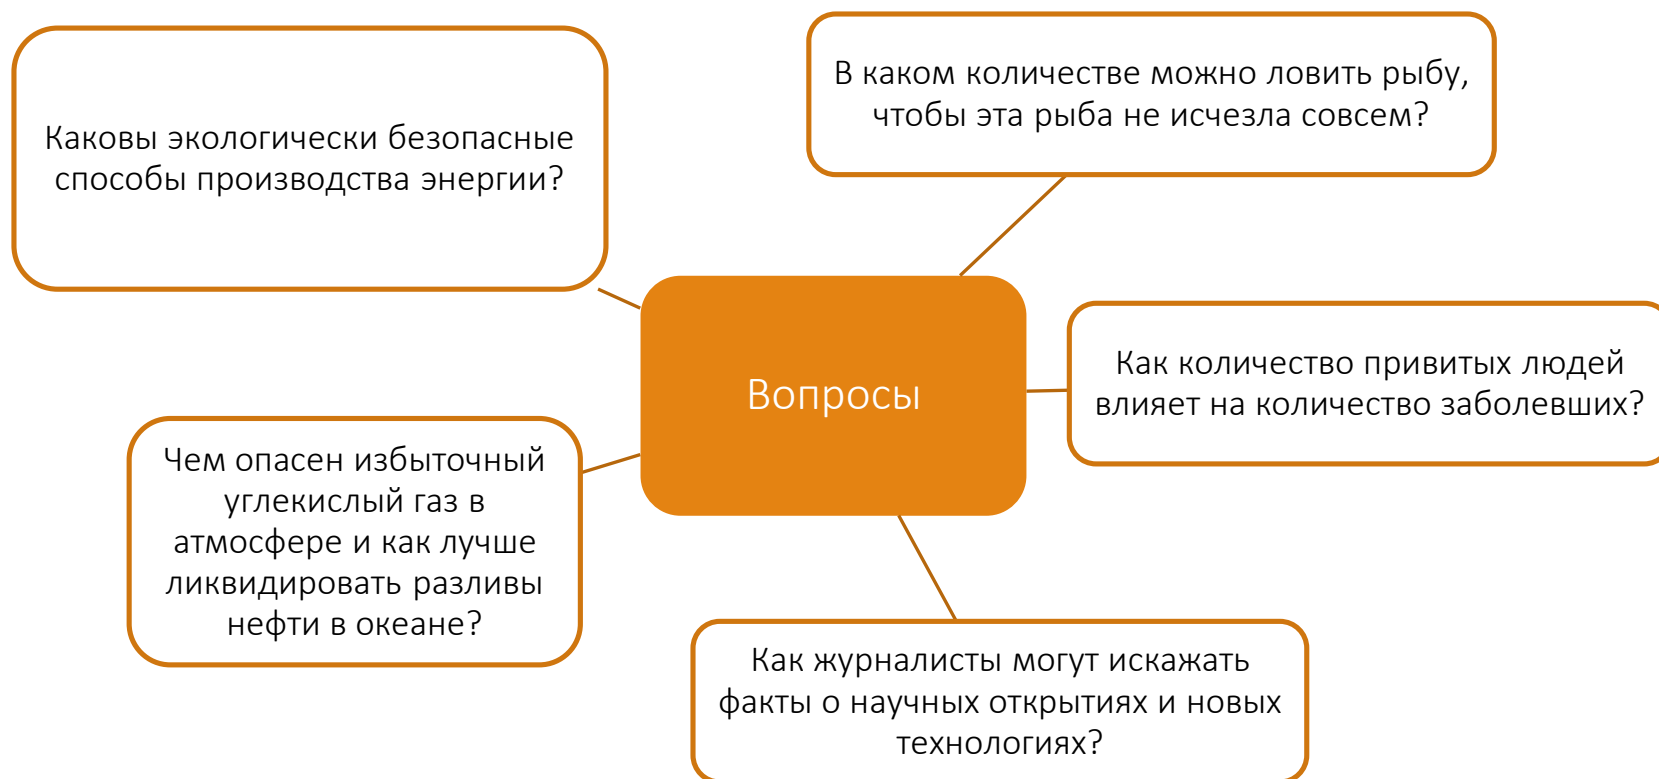 В каком количестве можно ловить рыбу,
чтобы эта рыба не исчезла совсем?
Каковы экологически безопасные
способы производства энергии?
Вопросы
Как количество привитых людей
влияет на количество заболевших?
Чем опасен избыточный
углекислый газ в
атмосфере и как лучше
ликвидировать разливы
нефти в океане?
Как журналисты могут искажать
факты о научных открытиях и новых
технологиях?